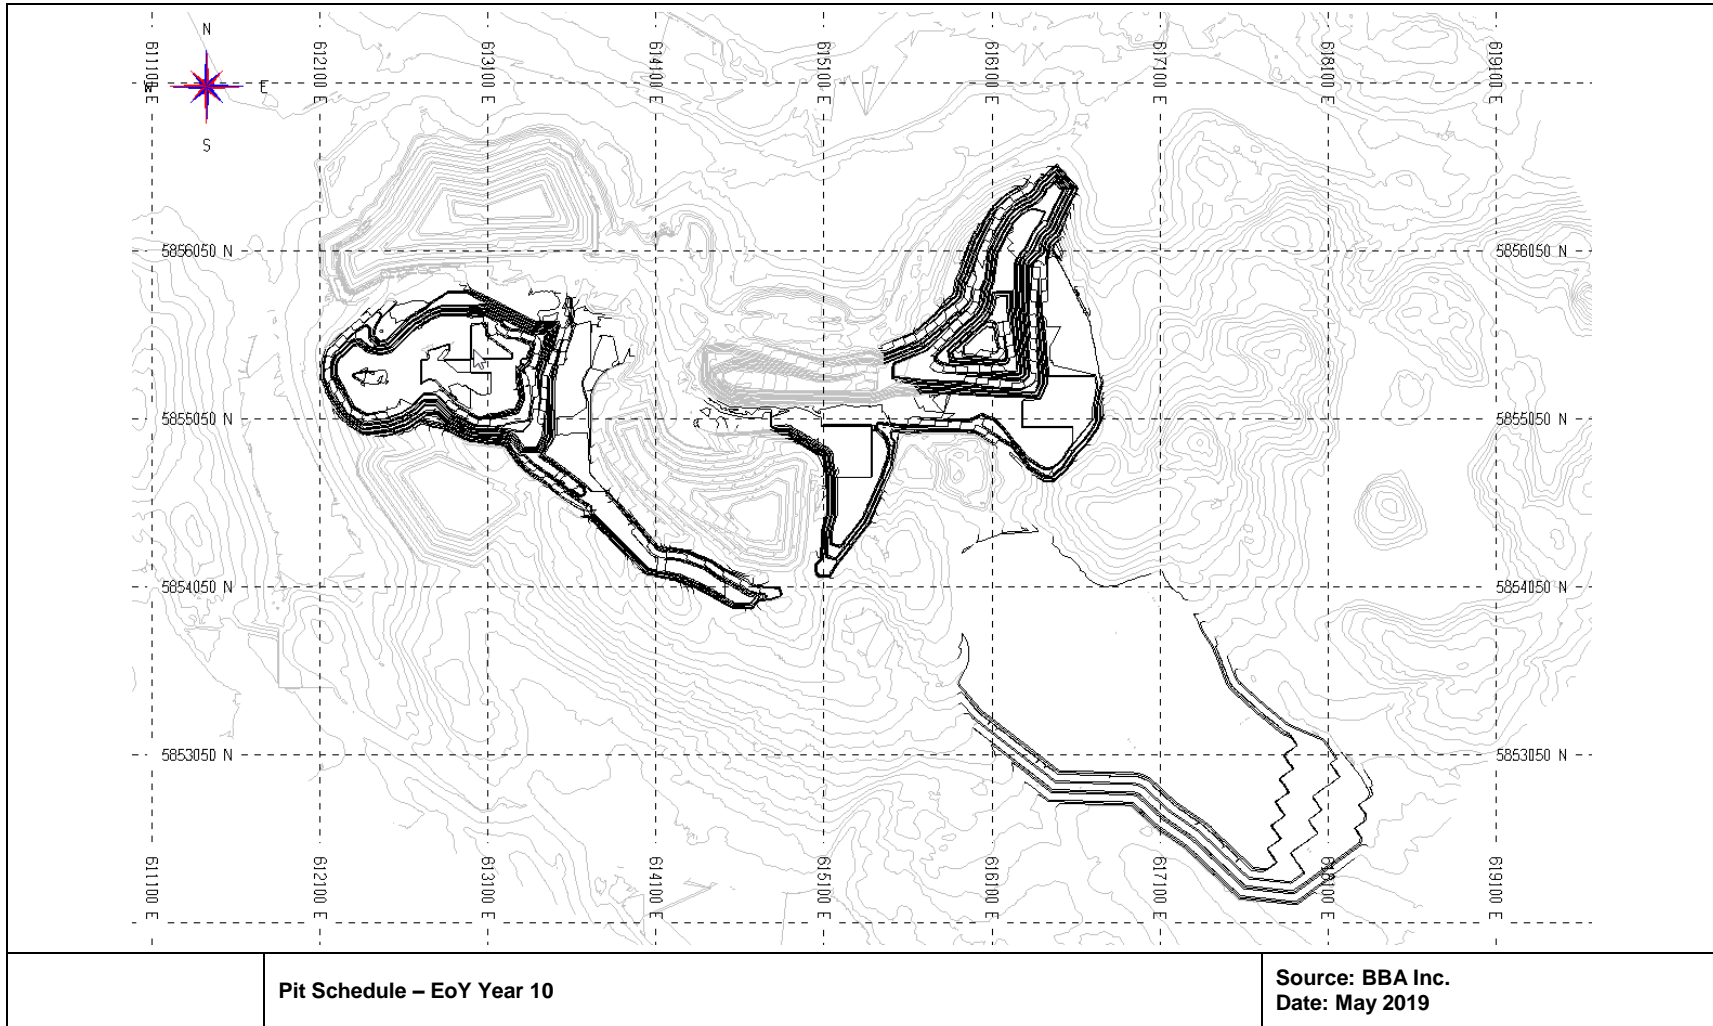 N
W E
S
611100 E 612100 E 613100 E 614100 E 615100 E 616100 E 617100 E 618100 E 619100 E
5856050 N 5856050 N
5855050 N 5855050 N
5854050 N 5854050 N
5853050 N 5853050 N
611100 E 612100 E 613100 E 614100 E 615100 E 616100 E 617100 E 618100 E 619100 E
Pit Schedule – EoY Year 10
Source: BBA Inc.
Date: May 2019